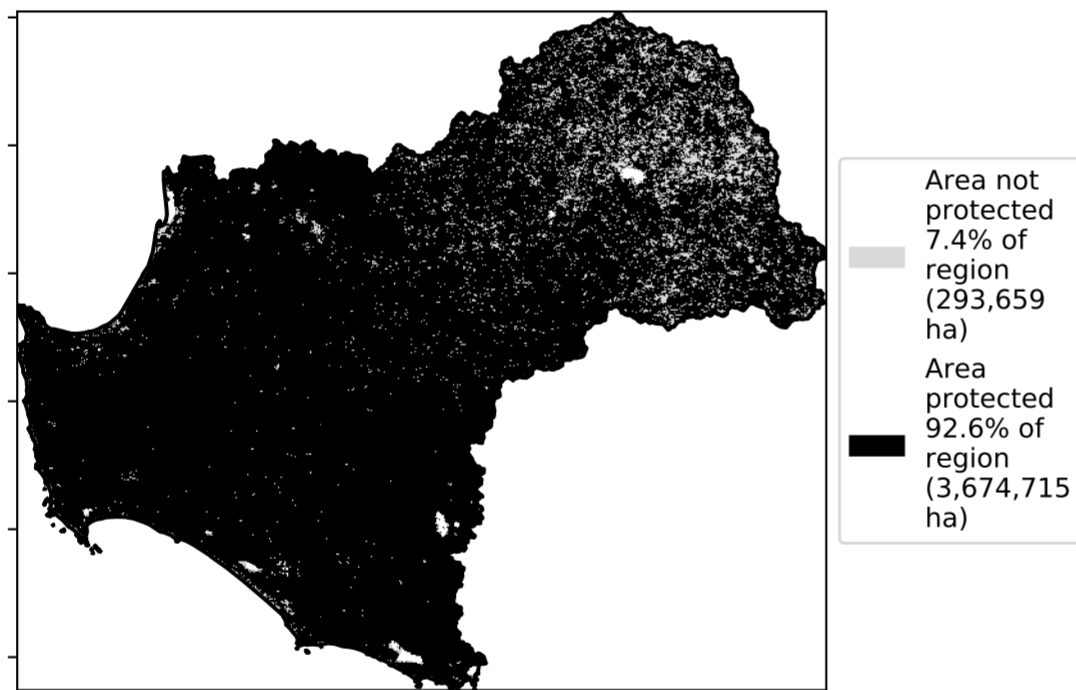 Area not
protected
7.4% of
region
(293,659
ha)
Area
protected
92.6% of
region
(3,674,715
ha)